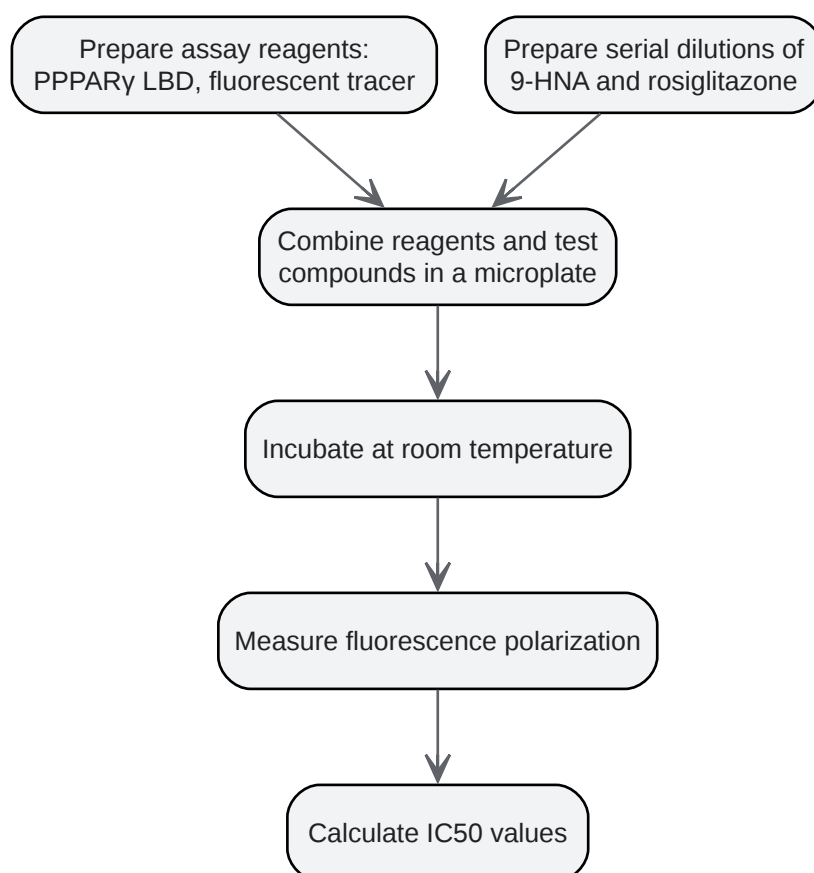 Prepare assay reagents:
PPPARγ LBD, fluorescent tracer
Prepare serial dilutions of
9-HNA and rosiglitazone
Combine reagents and test
compounds in a microplate
Incubate at room temperature
Measure fluorescence polarization
Calculate IC50 values